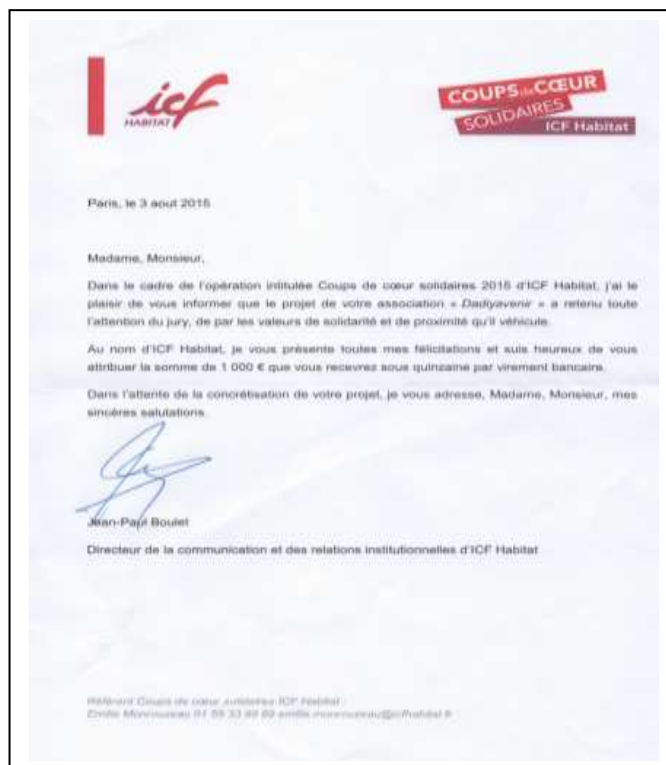 icf
HABITAT
COUPS de CŒUR
SOLIDAIRES
ICF Habitat
Paris, le 3 aout 2015
Madame, Monsieur,
Dans le cadre de l'opération intitulée Coups de cœur solidaires 2015 d'ICF Habitat, j'ai le
plaisir de vous informer que le projet de votre association « Dadiyavenir » a retenu toute
l'attention du jury, de par les valeurs de solidarité et de proximité qu'il véhicule.
Au nom d'ICF Habitat, je vous présente toutes mes félicitations et suis heureux de vous
attribuer la somme de 1 000 € que vous recevrez sous quinzaine par virement bancaire.
Dans l'attente de la concrétisation de votre projet, je vous adresse, Madame, Monsieur, mes
sincères salutations.
Jean-Paul Boulet
Directeur de la communication et des relations institutionnelles d'ICF Habitat
Référent Coups de cœur solidaires ICF Habitat :
Emilie